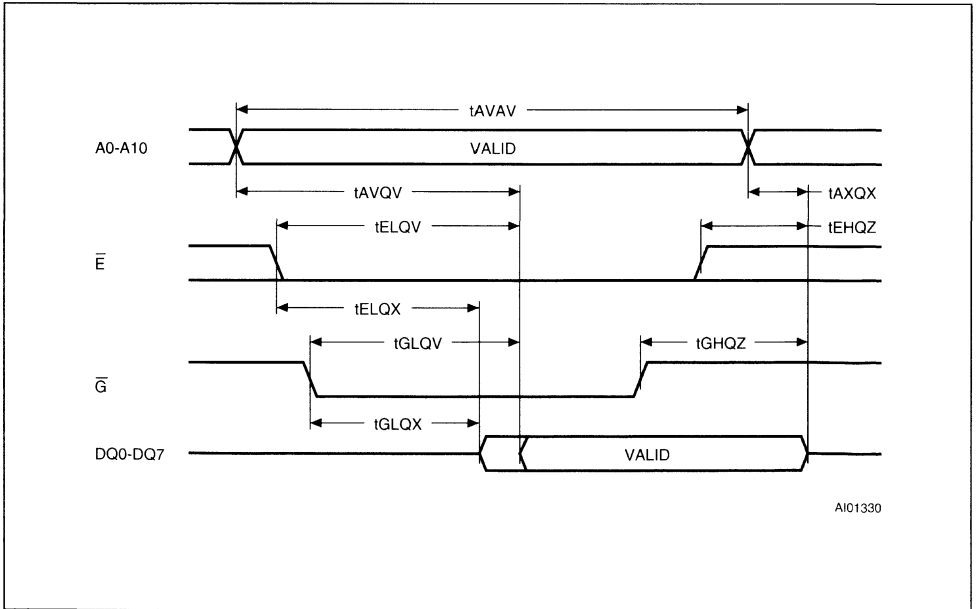 tAVAV
A0-A10
VALID
tAVQV
tAXQX
tELQV
tEHQZ
E̅
tELQX
tGLQV
tGHQZ
G̅
tGLQX
DQ0-DQ7
VALID
AI01330